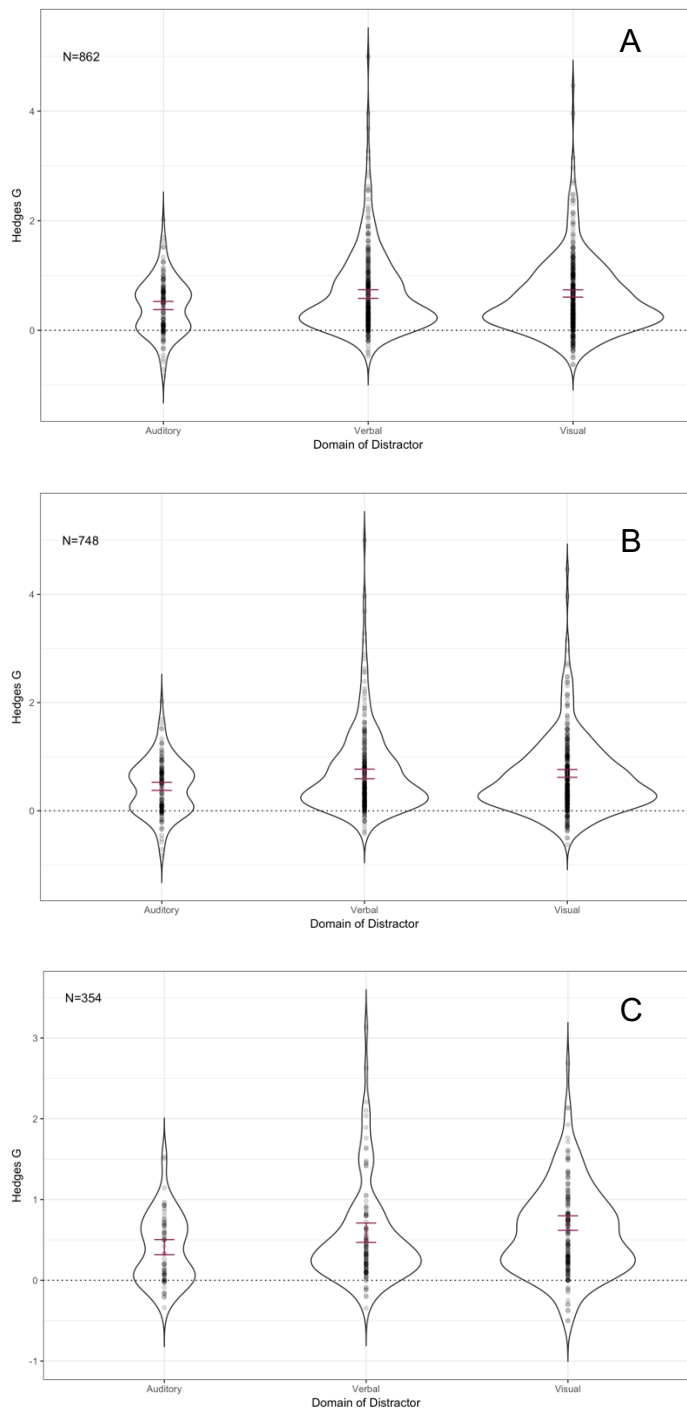 A
N=862
4
2
0
Hedges G
Auditory Verbal Visual
Domain of Distractor
B
N=748
4
2
0
Hedges G
Auditory Verbal Visual
Domain of Distractor
C
N=354
3
2
1
0
-1
Hedges G
Auditory Verbal Visual
Domain of Distractor